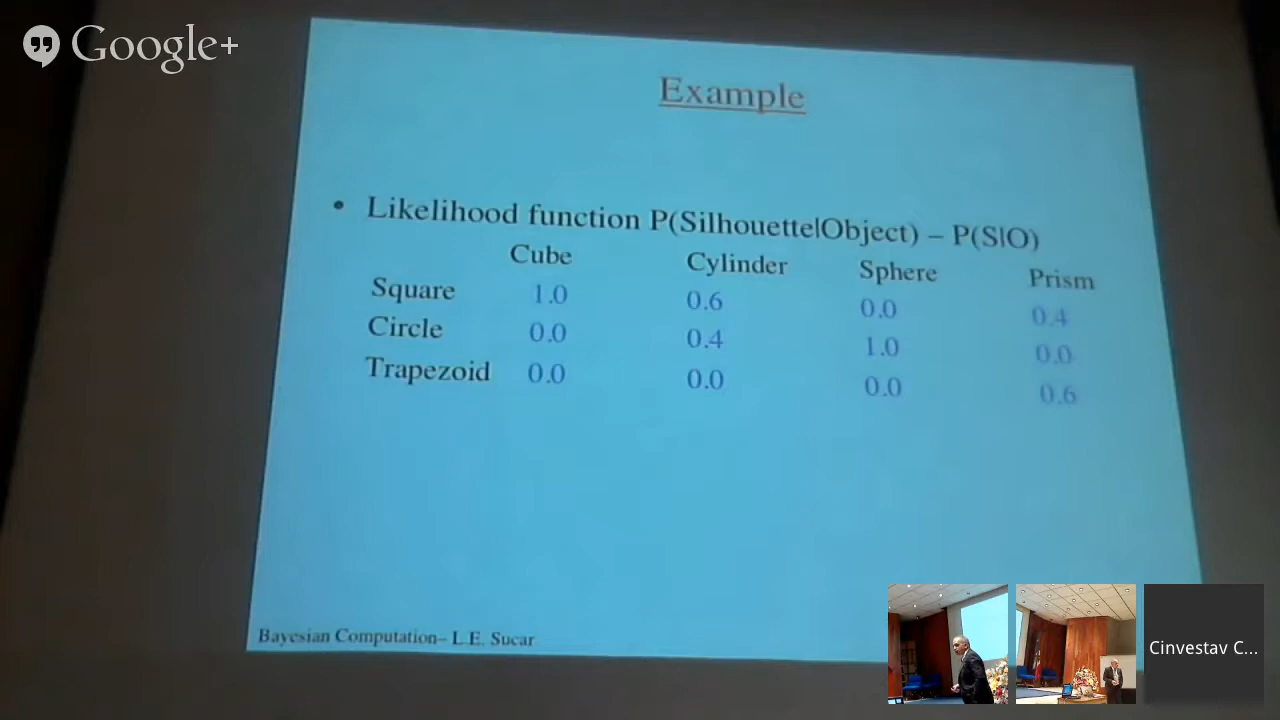 Google+
Example
• Likelihood function P(Silhouette|Object) – P(S|O)
Cube Cylinder Sphere Prism
Square 1.0 0.6 0.0 0.4
Circle 0.0 0.4 1.0 0.0
Trapezoid 0.0 0.0 0.0 0.6
Bayesian Computation– L.E. Sucar
Cinvestav C...